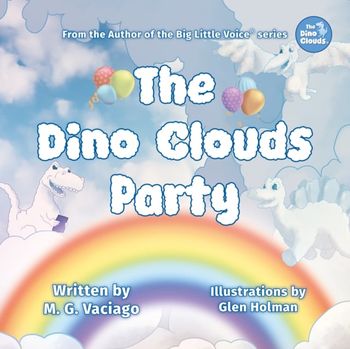 From the Author of the Big Little Voice® series
The
Dino
Clouds
The
Dino Clouds
Party
Written by
M. G. Vaciago
Illustrations by
Glen Holman